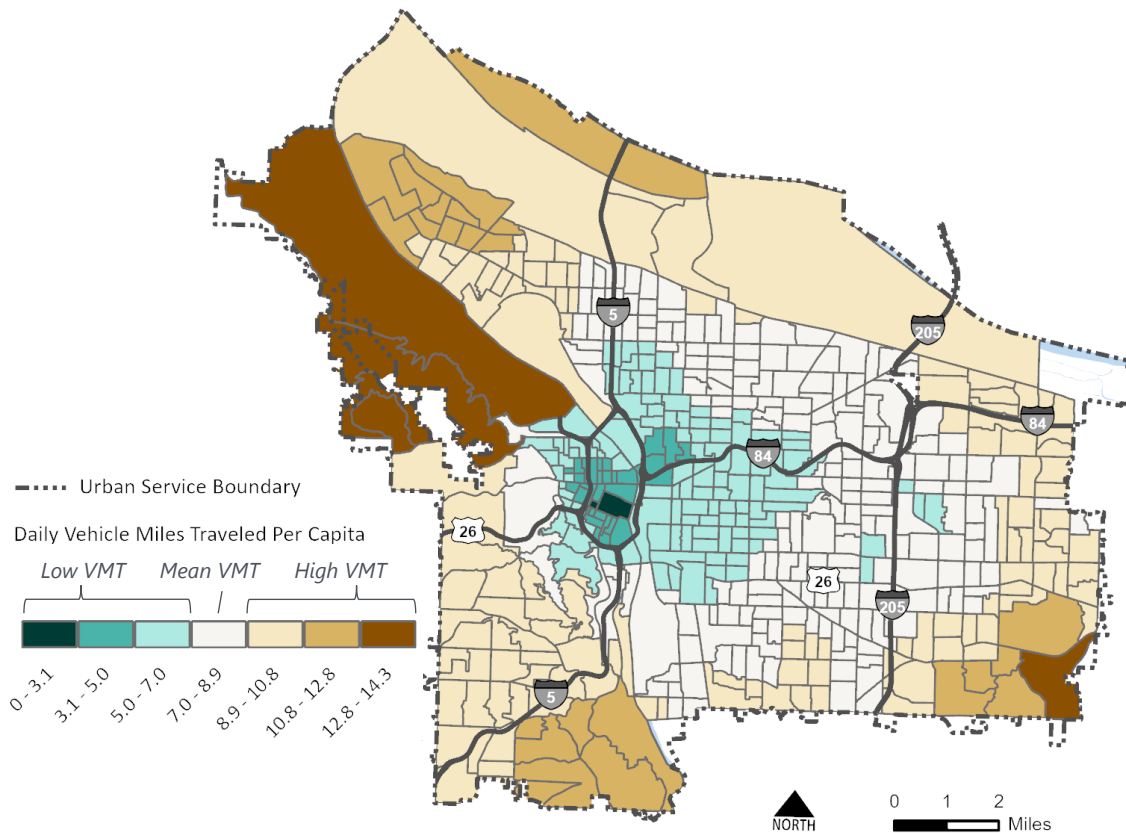 5
205
84
84
Urban Service Boundary
Daily Vehicle Miles Traveled Per Capita
26
Low VMT Mean VMT High VMT
26
205
0 - 3.1
3.1 - 5.0
5.0 - 7.0
7.0 - 8.9
8.9 - 10.8
10.8 - 12.8
12.8 - 14.3
5
0 1 2
Miles
NORTH